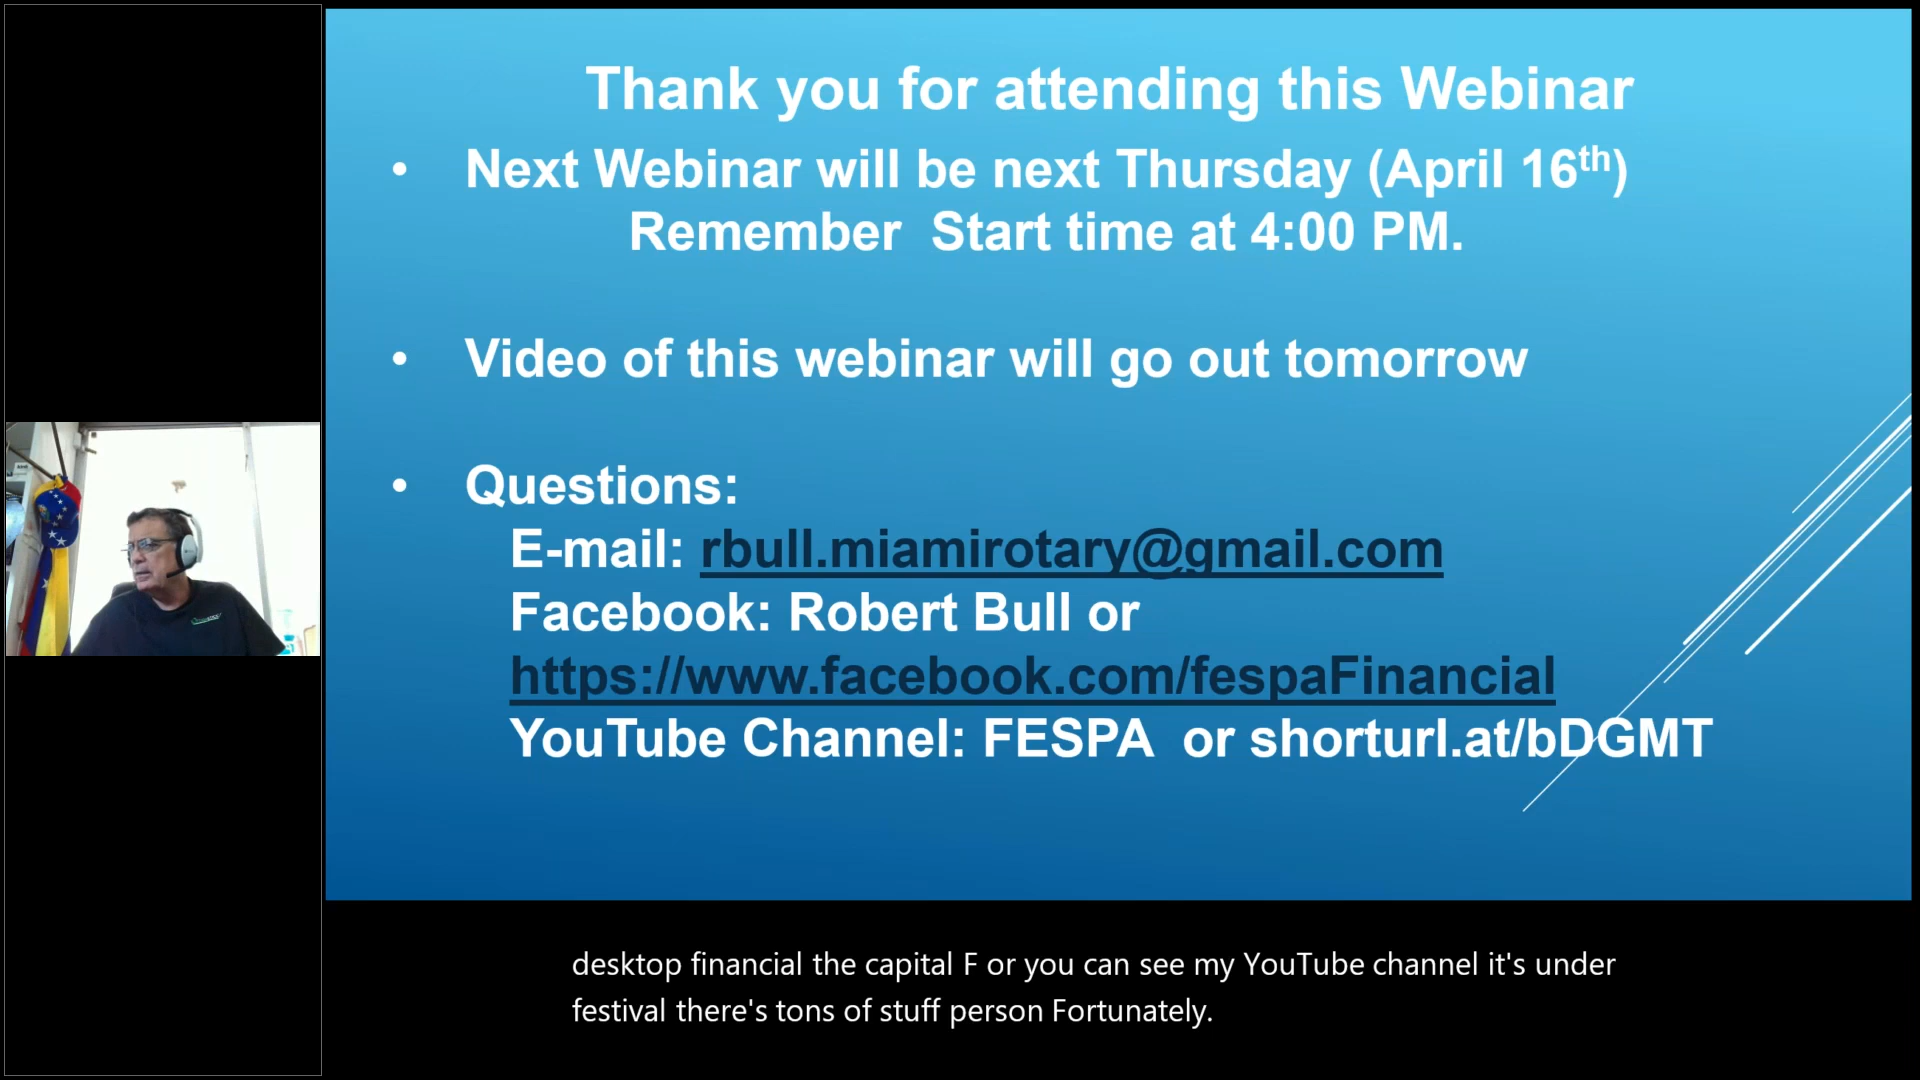 Thank you for attending this Webinar
• Next Webinar will be next Thursday (April 16th)
Remember  Start time at 4:00 PM.
• Video of this webinar will go out tomorrow
• Questions:
E-mail: rbull.miamirotary@gmail.com
Facebook: Robert Bull or
https://www.facebook.com/fespaFinancial
YouTube Channel: FESPA  or shorturl.at/bDGMT
desktop financial the capital F or you can see my YouTube channel it's under
festival there's tons of stuff person Fortunately.